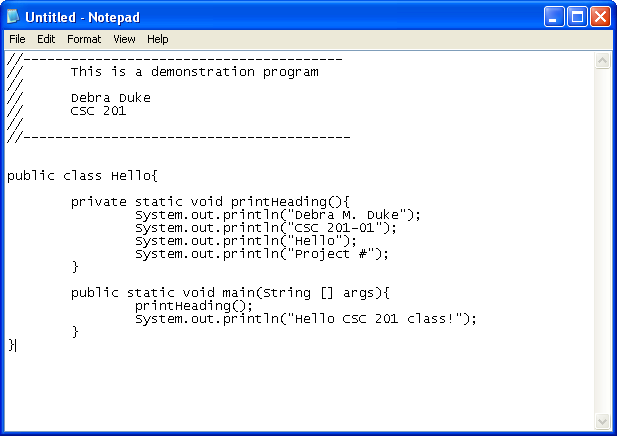 Untitled - Notepad
File Edit Format View Help
//----------------------------------------
//      This is a demonstration program
//
//      Debra Duke
//      CSC 201
//
//-----------------------------------------
public class Hello{
        private static void printHeading(){
                System.out.println("Debra M. Duke");
                System.out.println("CSC 201-01");
                System.out.println("Hello");
                System.out.println("Project #");
        }
        public static void main(String [] args){
                printHeading();
                System.out.println("Hello CSC 201 class!");
        }
}